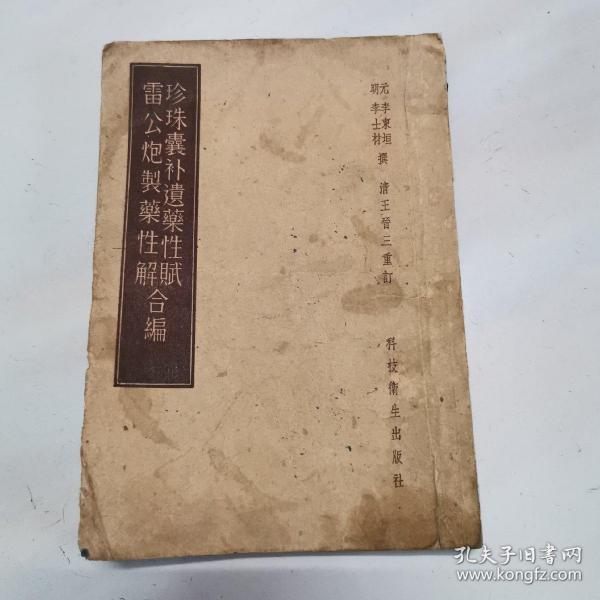 珍珠囊补遺藥性賦
雷公炮製藥性解合編
元 李東垣
明 李士材
撰
清王晉三重訂
科技衛生出版社
孔夫子旧書网
www.kongfz.com